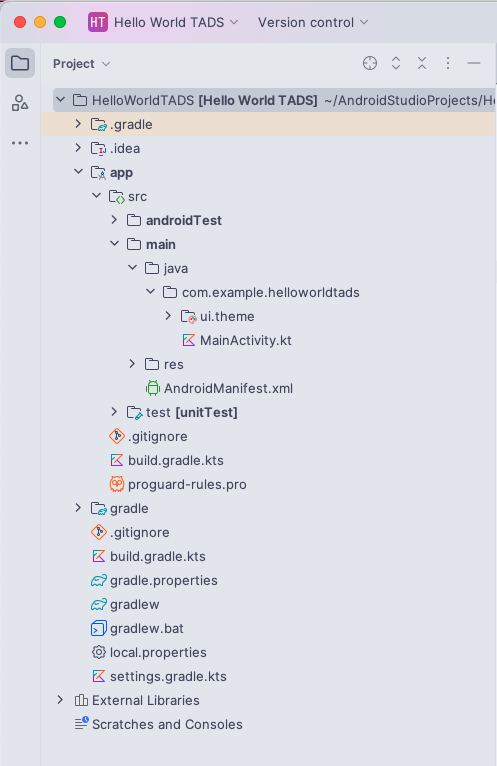 HT Hello World TADS Version control
Project
HelloWorldTADS [Hello World TADS] ~/AndroidStudioProjects/He
.gradle
.idea
app
src
androidTest
main
java
com.example.helloworldtads
ui.theme
MainActivity.kt
res
AndroidManifest.xml
test [unitTest]
.gitignore
build.gradle.kts
proguard-rules.pro
gradle
.gitignore
build.gradle.kts
gradle.properties
gradlew
gradlew.bat
local.properties
settings.gradle.kts
External Libraries
Scratches and Consoles